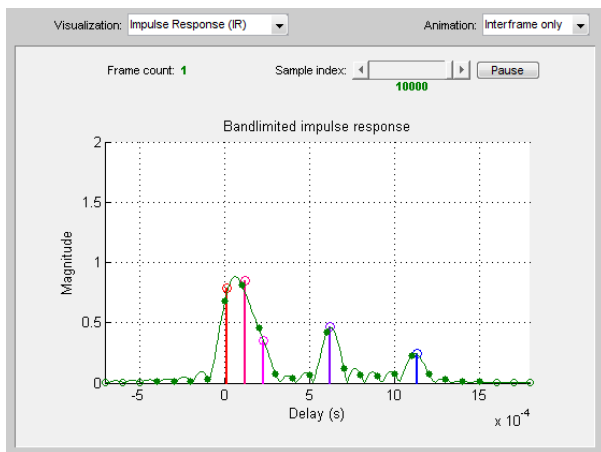 Visualization: Impulse Response (IR) Animation: Interframe only
Frame count: 1 Sample index: Pause
10000
Bandlimited impulse response
2
1.5
1
0.5
0
Magnitude
-5 0 5 10 15
Delay (s)
x 10-4